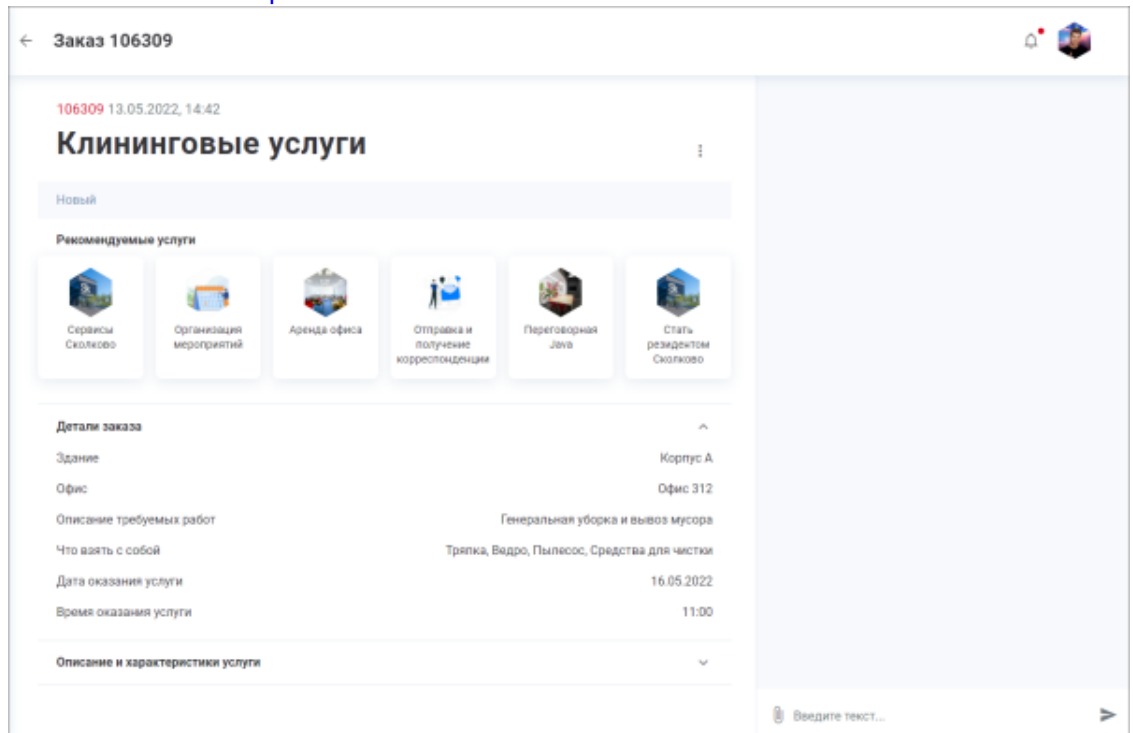 Заказ 106309
106309 13.05.2022, 14:42
Клининговые услуги
Новый
Рекомендуемые услуги
Сервисы
Сколково
Организация
мероприятий
Аренда офиса
Отправка и
получение
корреспонденции
Переговорная
Java
Стать
резидентом
Сколково
Детали заказа
Здание Корпус А
Офис Офис 312
Описание требуемых работ Генеральная уборка и вывоз мусора
Что взять с собой Тряпка, Ведро, Пылесос, Средства для чистки
Дата оказания услуги 16.05.2022
Время оказания услуги 11:00
Описание и характеристики услуги
Введите текст...